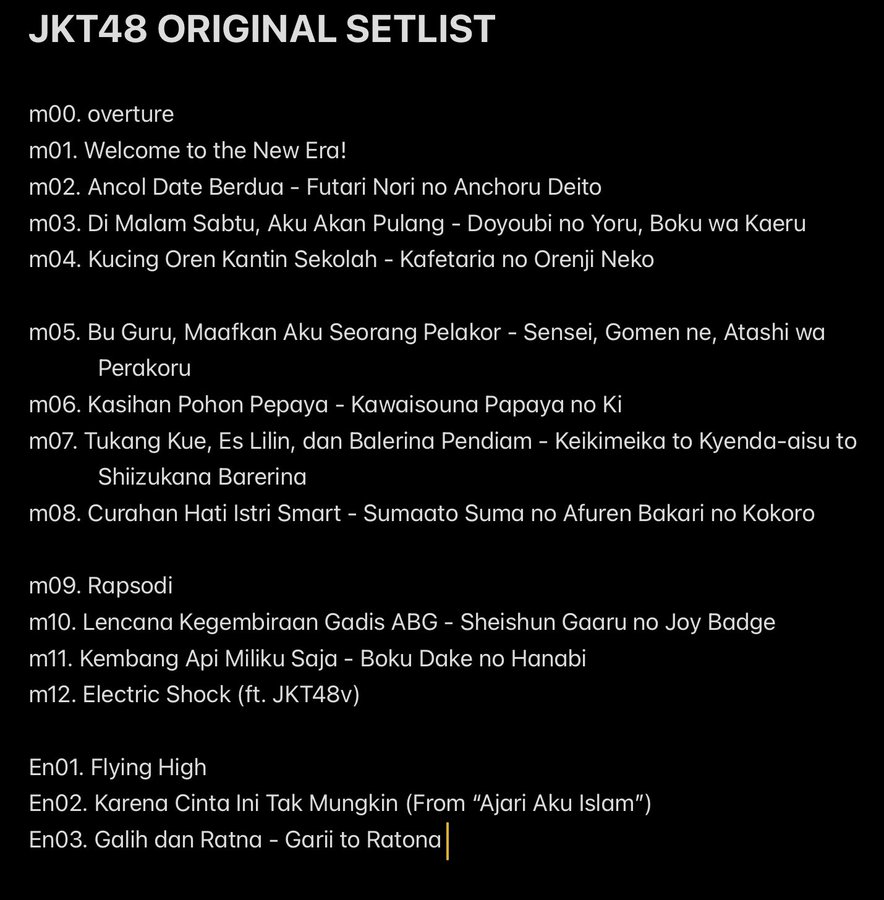 JKT48 ORIGINAL SETLIST
m00. overture
m01. Welcome to the New Era!
m02. Ancol Date Berdua - Futari Nori no Anchoru Deito
m03. Di Malam Sabtu, Aku Akan Pulang - Doyoubi no Yoru, Boku wa Kaeru
m04. Kucing Oren Kantin Sekolah - Kafetaria no Orenji Neko
m05. Bu Guru, Maafkan Aku Seorang Pelakor - Sensei, Gomen ne, Atashi wa
Perakoru
m06. Kasihan Pohon Pepaya - Kawaisouna Papaya no Ki
m07. Tukang Kue, Es Lilin, dan Balerina Pendiam - Keikimeika to Kyenda-aisu to
Shiizukana Barerina
m08. Curahan Hati Istri Smart - Sumaato Suma no Afuren Bakari no Kokoro
m09. Rapsodi
m10. Lencana Kegembiraan Gadis ABG - Sheishun Gaaru no Joy Badge
m11. Kembang Api Miliku Saja - Boku Dake no Hanabi
m12. Electric Shock (ft. JKT48v)
En01. Flying High
En02. Karena Cinta Ini Tak Mungkin (From “Ajari Aku Islam”)
En03. Galih dan Ratna - Garii to Ratona